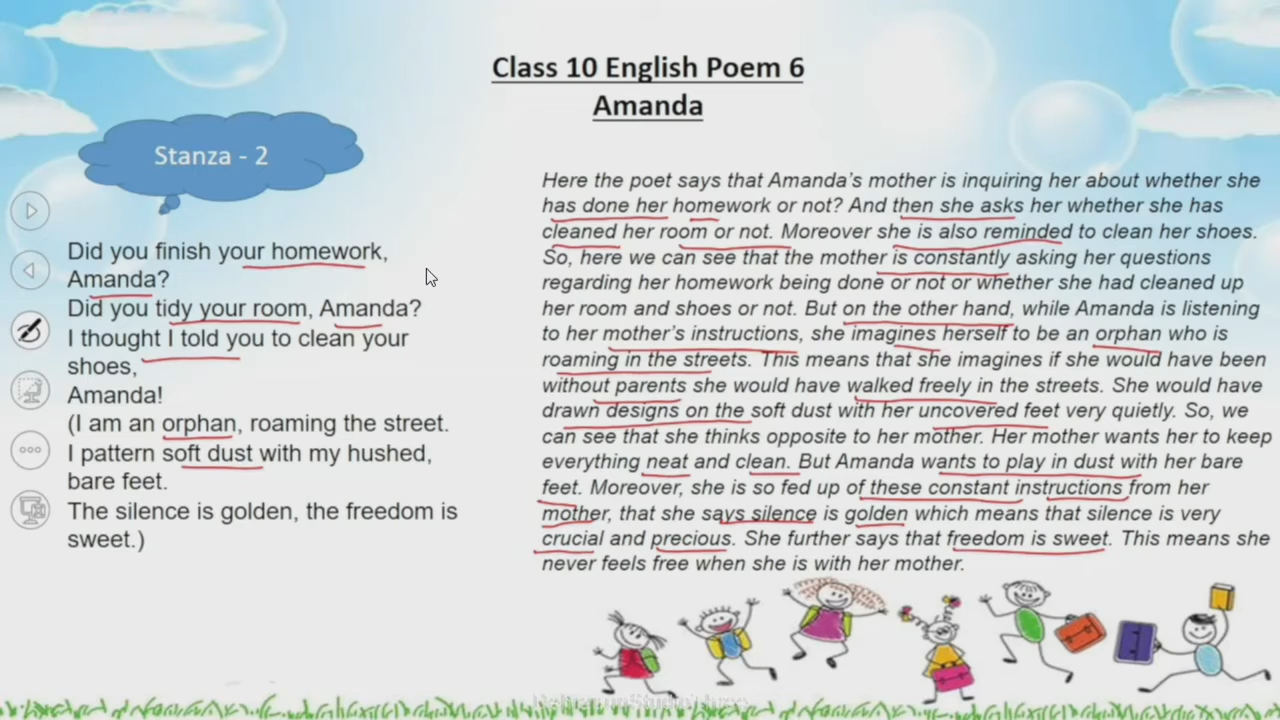 Class 10 English Poem 6
Amanda
Stanza - 2
Did you finish your homework,
Amanda?
Did you tidy your room, Amanda?
I thought I told you to clean your
shoes,
Amanda!
(I am an orphan, roaming the street.
I pattern soft dust with my hushed,
bare feet.
The silence is golden, the freedom is
sweet.)
Here the poet says that Amanda's mother is inquiring her about whether she
has done her homework or not? And then she asks her whether she has
cleaned her room or not. Moreover she is also reminded to clean her shoes.
So, here we can see that the mother is constantly asking her questions
regarding her homework being done or not or whether she had cleaned up
her room and shoes or not. But on the other hand, while Amanda is listening
to her mother's instructions, she imagines herself to be an orphan who is
roaming in the streets. This means that she imagines if she would have been
without parents she would have walked freely in the streets. She would have
drawn designs on the soft dust with her uncovered feet very quietly. So, we
can see that she thinks opposite to her mother. Her mother wants her to keep
everything neat and clean. But Amanda wants to play in dust with her bare
feet. Moreover, she is so fed up of these constant instructions from her
mother, that she says silence is golden which means that silence is very
crucial and precious. She further says that freedom is sweet. This means she
never feels free when she is with her mother.